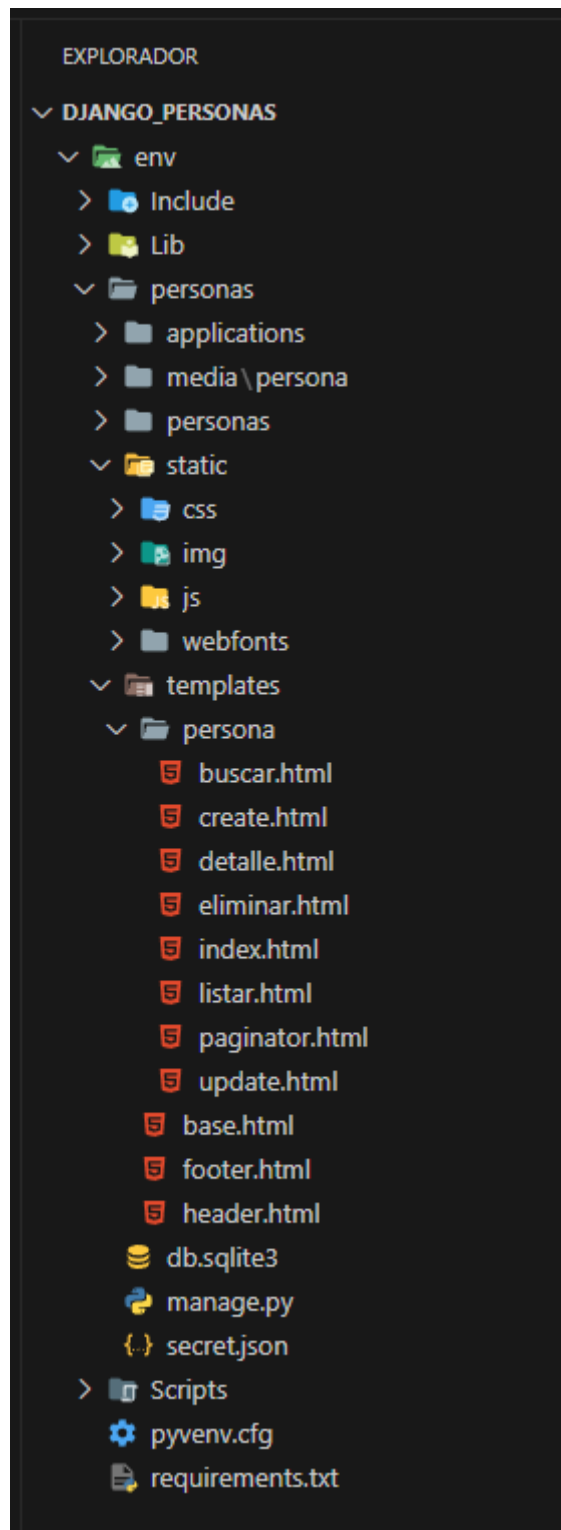 EXPLORADOR
DJANGO_PERSONAS
env
Include
Lib
personas
applications
media\persona
personas
static
css
img
js
webfonts
templates
persona
buscar.html
create.html
detalle.html
eliminar.html
index.html
listar.html
paginator.html
update.html
base.html
footer.html
header.html
db.sqlite3
manage.py
secret.json
Scripts
pyvenv.cfg
requirements.txt